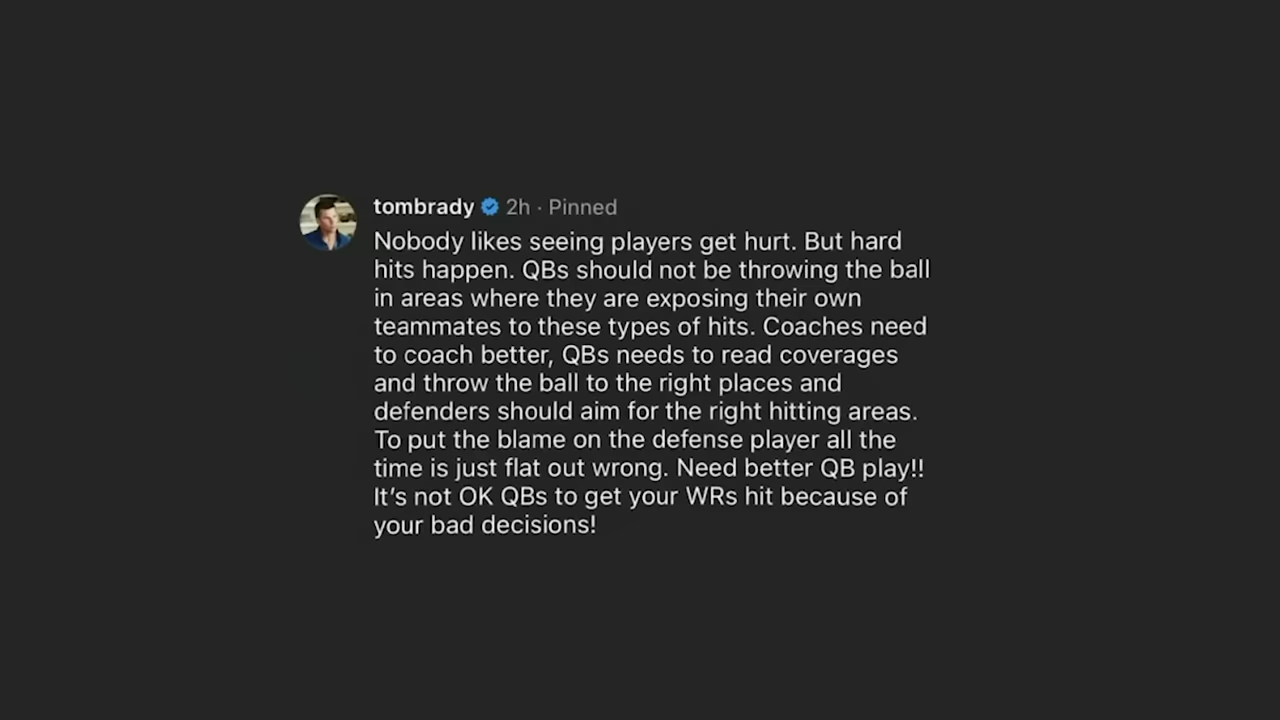 tombrady 2h · Pinned
Nobody likes seeing players get hurt. But hard
hits happen. QBs should not be throwing the ball
in areas where they are exposing their own
teammates to these types of hits. Coaches need
to coach better, QBs needs to read coverages
and throw the ball to the right places and
defenders should aim for the right hitting areas.
To put the blame on the defense player all the
time is just flat out wrong. Need better QB play!!
It’s not OK QBs to get your WRs hit because of
your bad decisions!